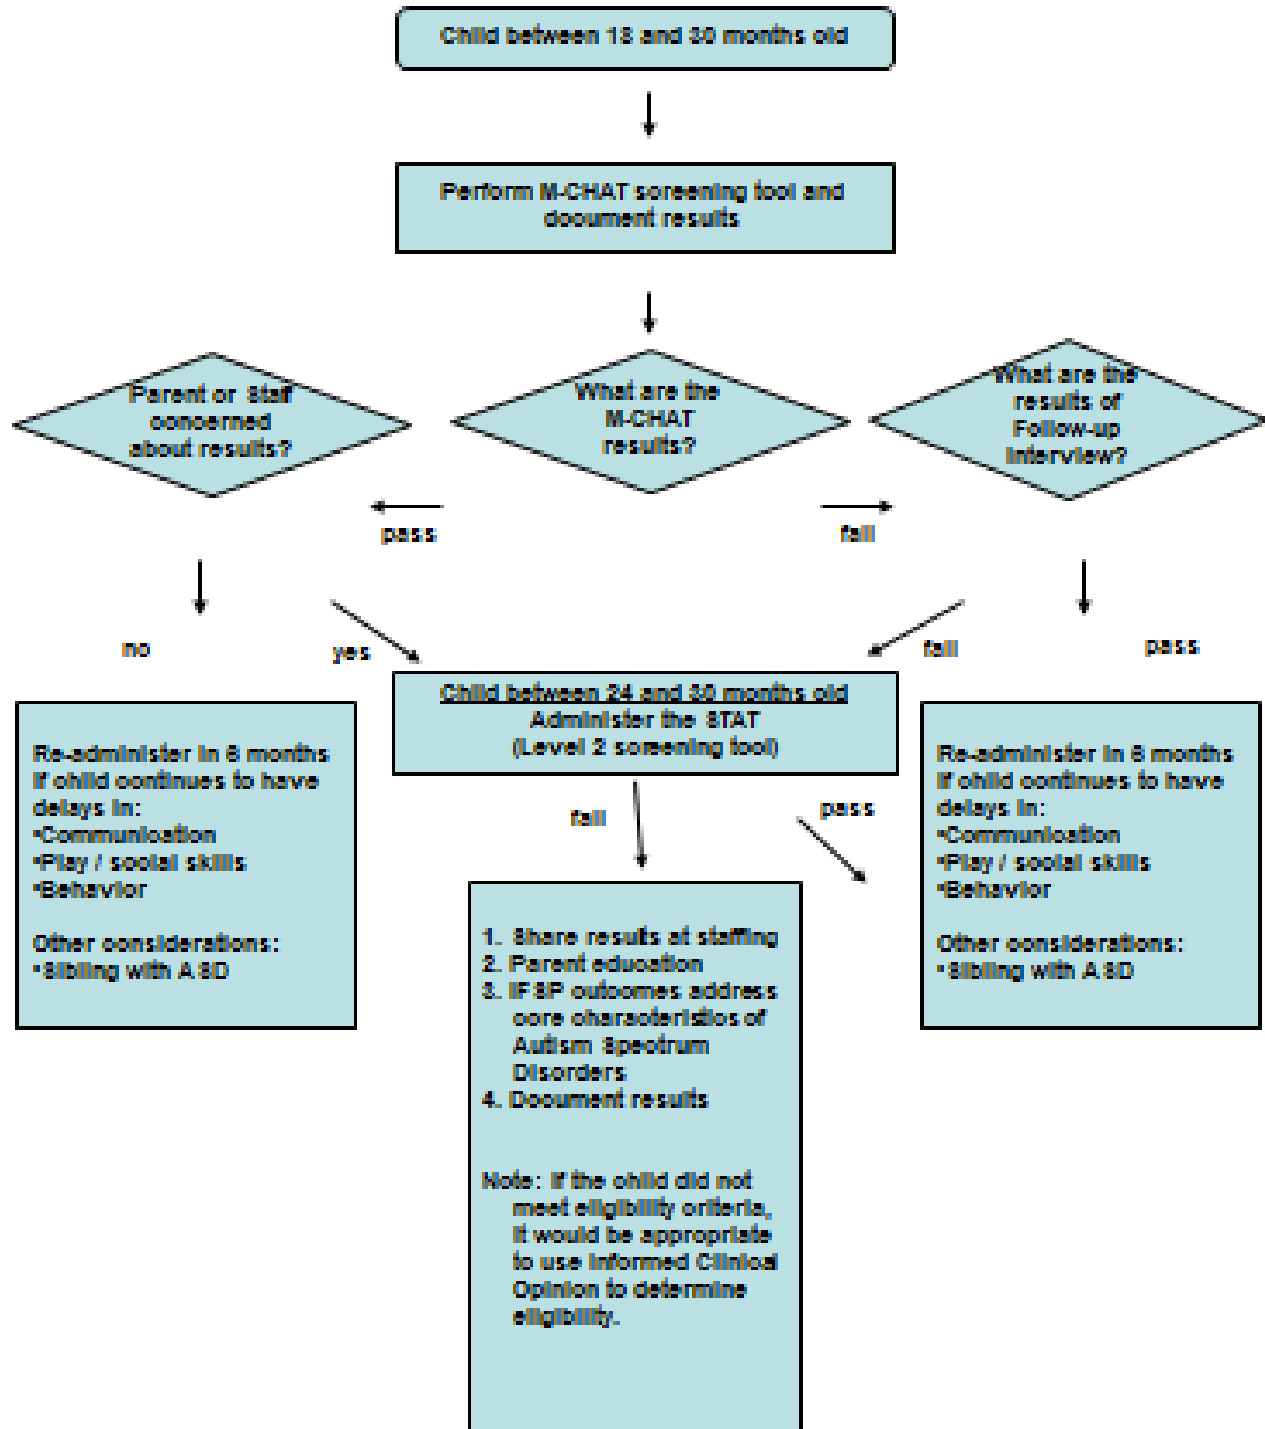 Child between 18 and 30 months old
Perform M-CHAT screening tool and
document results
Parent or Staff
concerned
about results?
What are the
M-CHAT
results?
What are the
results of
Follow-up
interview?
pass
fail
no
yes
fail
pass
Child between 24 and 30 months old
Administer the STAT
(Level 2 screening tool)
Re-administer in 6 months
if child continues to have
delays in:
•Communication
•Play / social skills
•Behavior
Other considerations:
•Sibling with ASD
fail
pass
Re-administer in 6 months
if child continues to have
delays in:
•Communication
•Play / social skills
•Behavior
Other considerations:
•Sibling with ASD
1. Share results at staffing
2. Parent education
3. IFSP outcomes address
core characteristics of
Autism Spectrum
Disorders
4. Document results
Note: If the child did not
meet eligibility criteria,
it would be appropriate
to use Informed Clinical
Opinion to determine
eligibility.